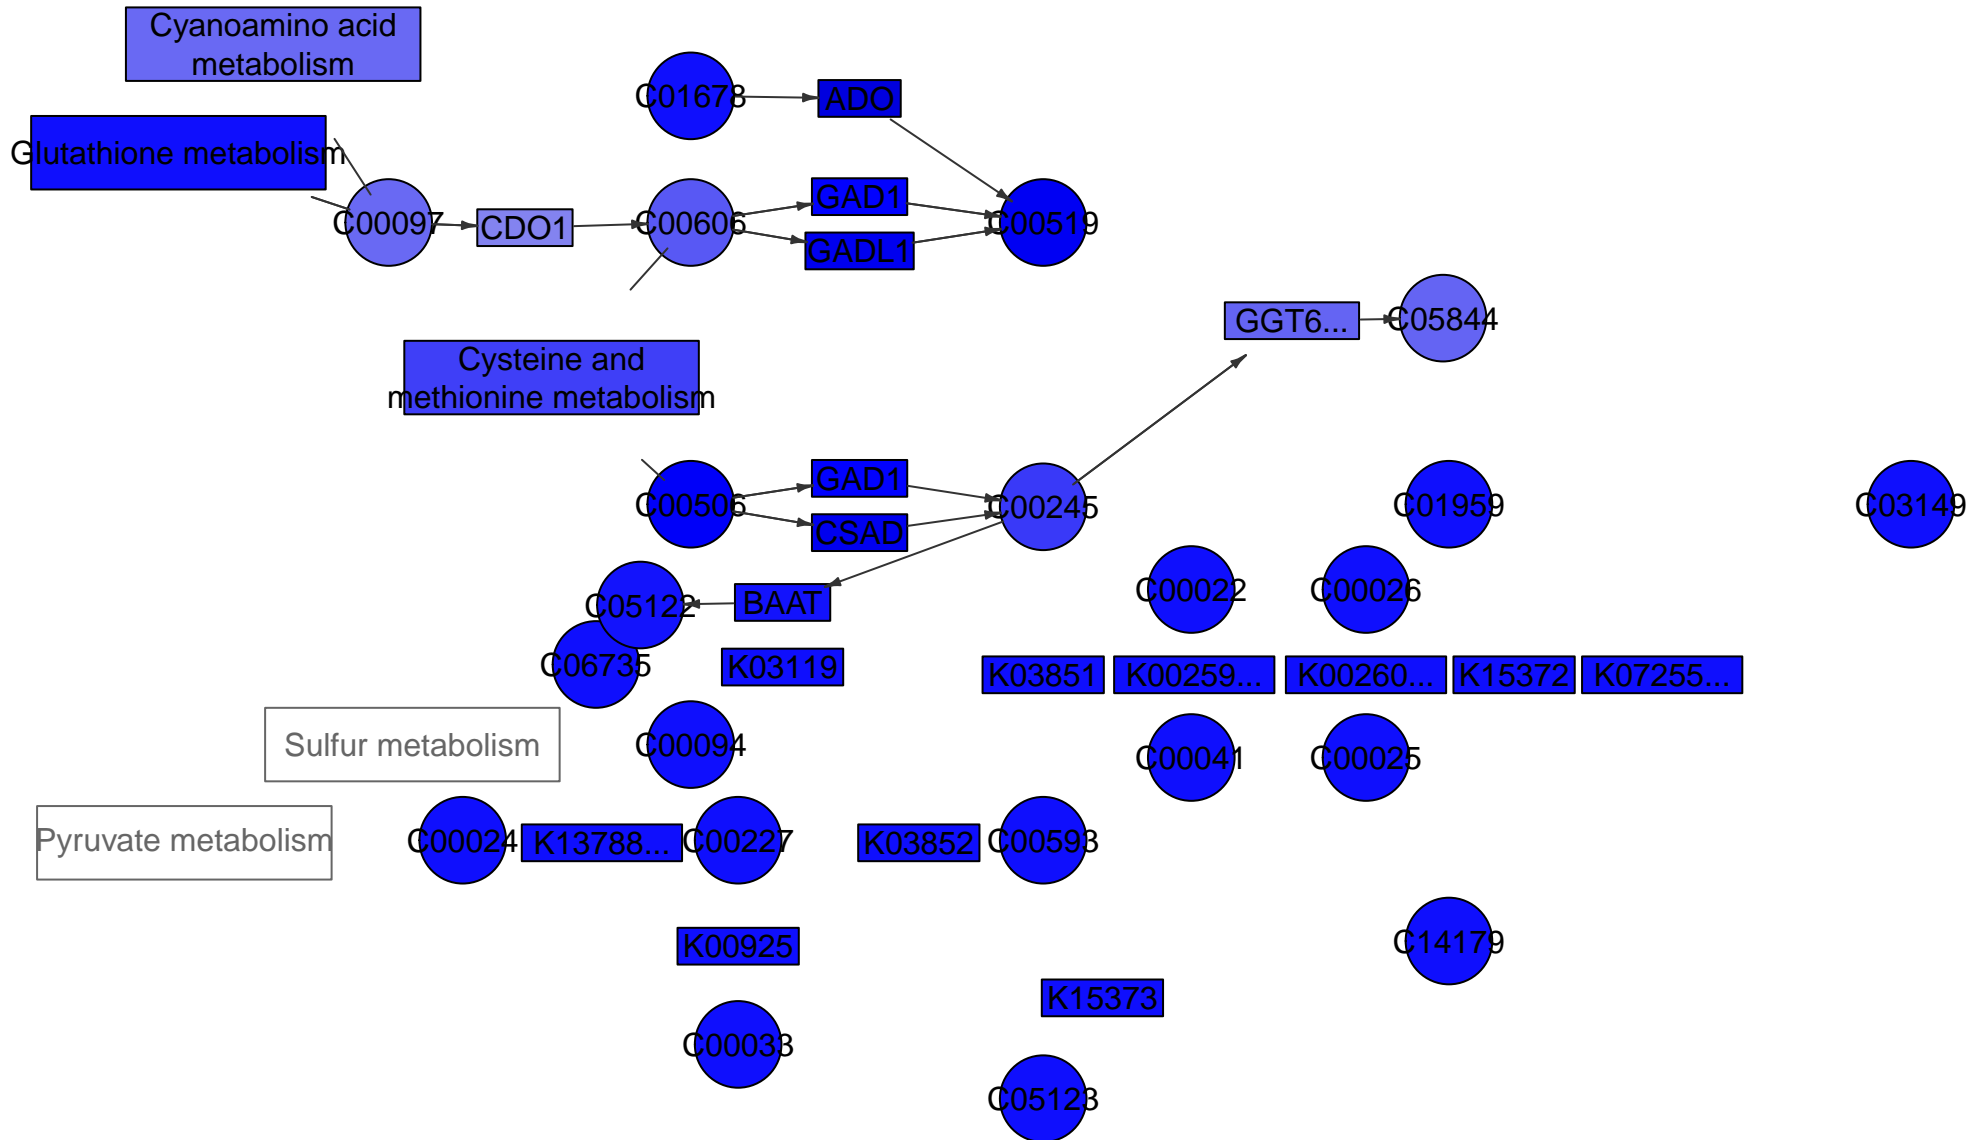 Cyanoamino acid
metabolism
C01678
ADO
Glutathione metabolism
C00097
CDO1
C00606
GAD1
GADL1
C00519
GGT6...
C05844
Cysteine and
methionine metabolism
C00506
GAD1
CSAD
C00245
C01959
C03149
C05122
BAAT
C00022
C00026
C06735
K03119
K03851
K00259...
K00260...
K15372
K07255...
Sulfur metabolism
C00094
C00041
C00025
Pyruvate metabolism
C00024
K13788...
C00227
K03852
C00593
K00925
C14179
K15373
C00033
C05123